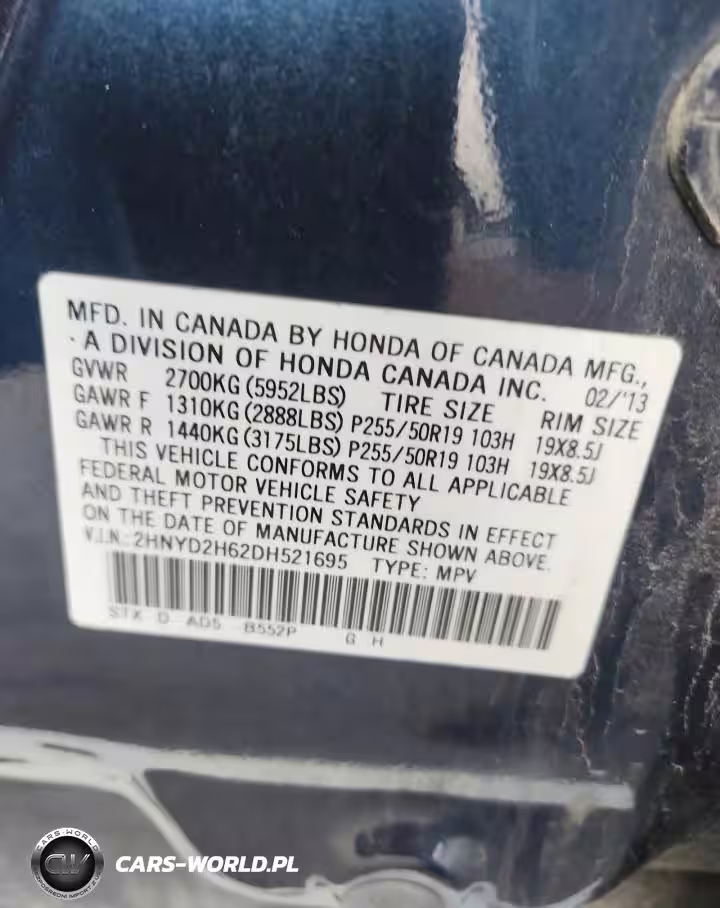 MFD. IN CANADA BY HONDA OF CANADA MFG.,
· A DIVISION OF HONDA CANADA INC. 02/'13
GVWR 2700KG (5952LBS) TIRE SIZE RIM SIZE
GAWR F 1310KG (2888LBS) P255/50R19 103H 19X8.5J
GAWR R 1440KG (3175LBS) P255/50R19 103H 19X8.5J
THIS VEHICLE CONFORMS TO ALL APPLICABLE
FEDERAL MOTOR VEHICLE SAFETY
AND THEFT PREVENTION STANDARDS IN EFFECT
ON THE DATE OF MANUFACTURE SHOWN ABOVE.
V.I.N.: 2HNYD2H62DH521695 TYPE: MPV
STX D AD5 -B552P G H
CARS-WORLD
CW
CARS-WORLD.PL